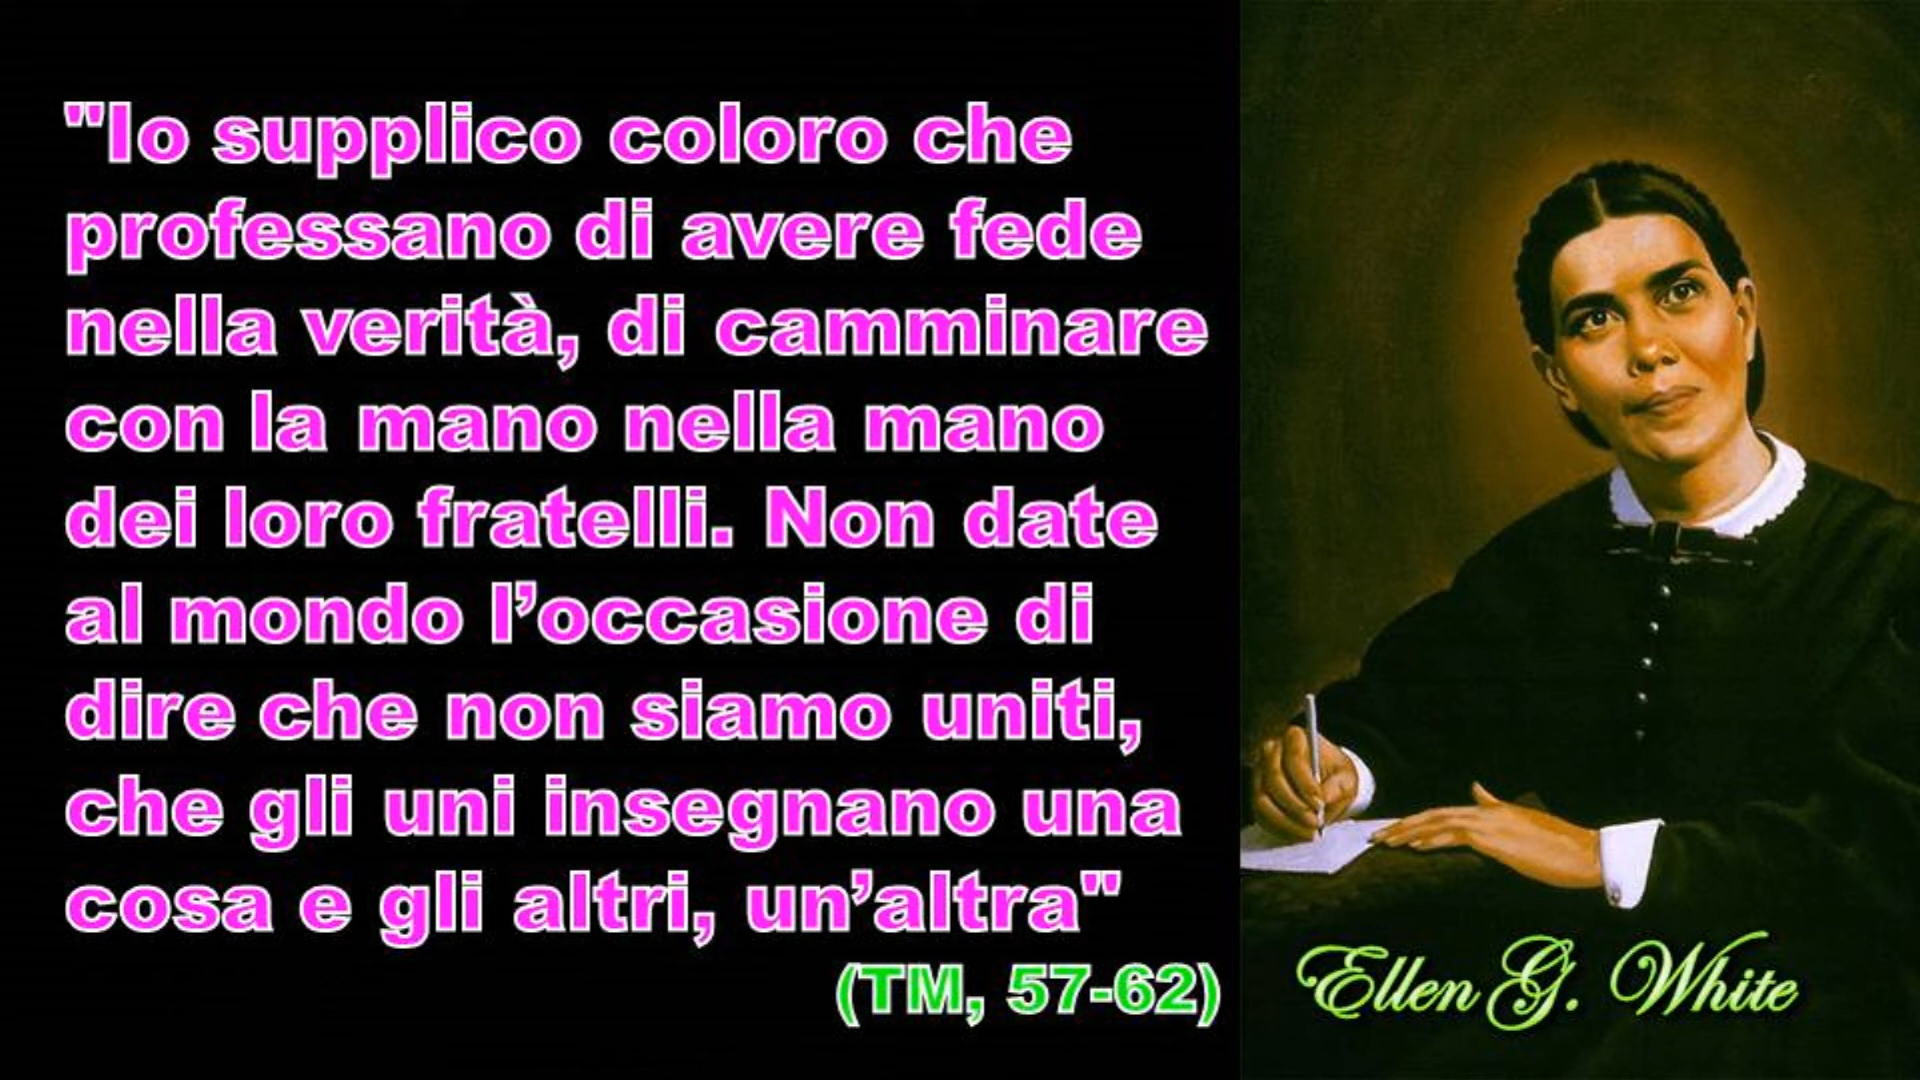 "Io supplico coloro che
professano di avere fede
nella verità, di camminare
con la mano nella mano
dei loro fratelli. Non date
al mondo l’occasione di
dire che non siamo uniti,
che gli uni insegnano una
cosa e gli altri, un’altra"
(TM, 57-62)
Ellen G. White